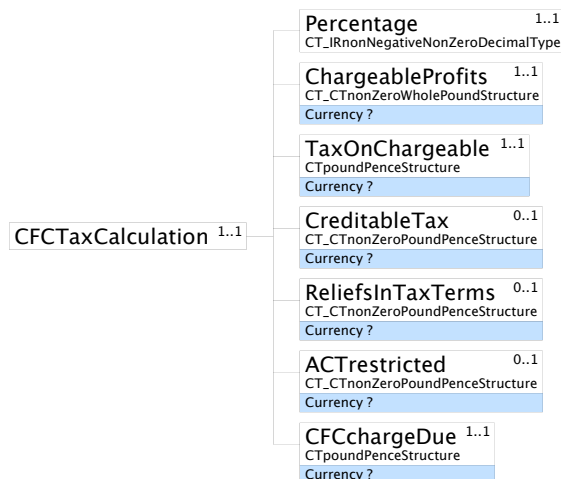 Percentage 1..1
CT_IRnonNegativeNonZeroDecimalType
ChargeableProfits 1..1
CT_CTnonZeroWholePoundStructure
Currency ?
TaxOnChargeable 1..1
CTpoundPenceStructure
Currency ?
CFCTaxCalculation 1..1
CreditableTax 0..1
CT_CTnonZeroPoundPenceStructure
Currency ?
ReliefsInTaxTerms 0..1
CT_CTnonZeroPoundPenceStructure
Currency ?
ACTrestricted 0..1
CT_CTnonZeroPoundPenceStructure
Currency ?
CFCchargeDue 1..1
CTpoundPenceStructure
Currency ?